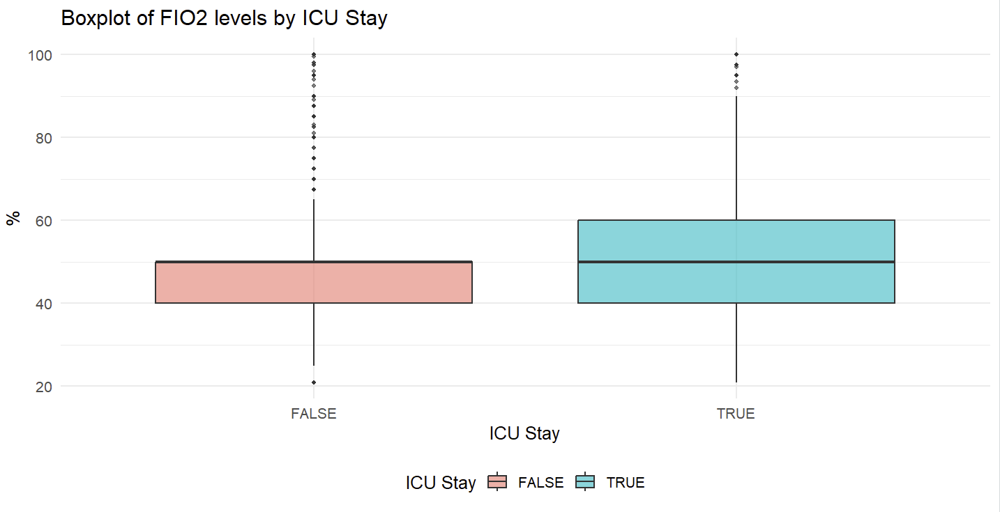 Boxplot of FIO2 levels by ICU Stay
100
80
60
40
20
%
FALSE TRUE
ICU Stay
ICU Stay FALSE TRUE